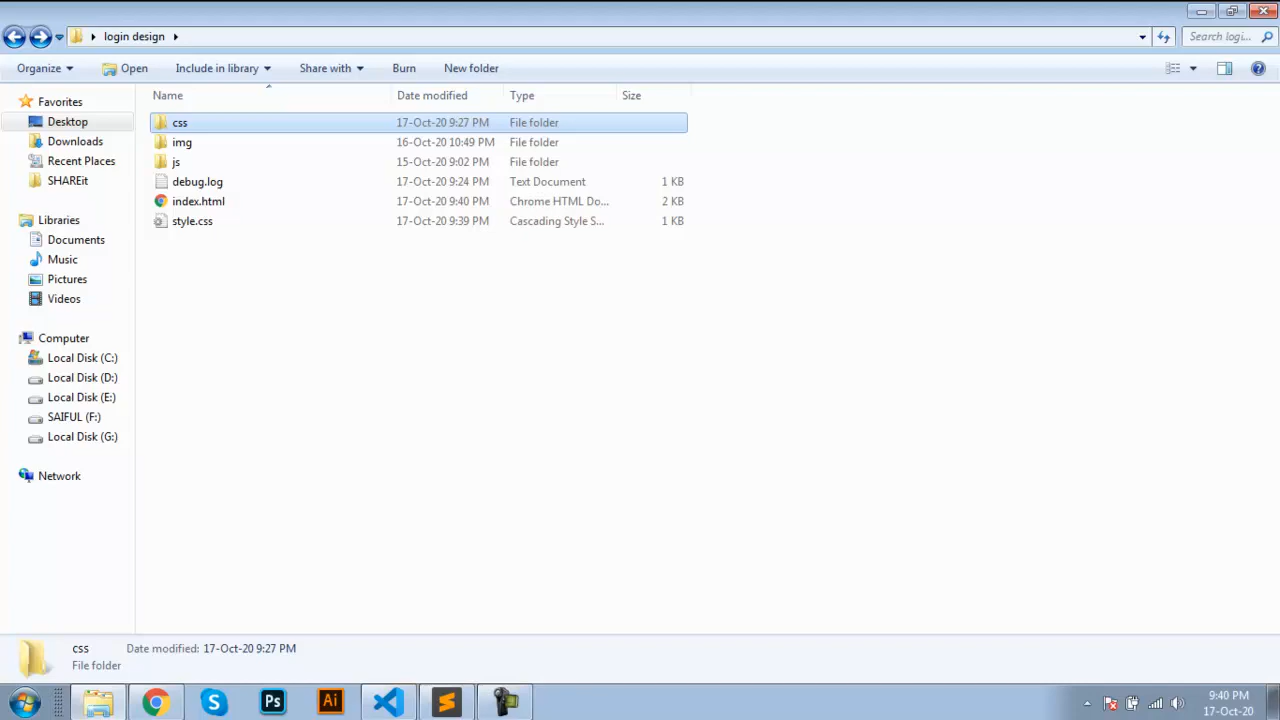 login design
Search logi...
Organize Open Include in library Share with Burn New folder
Name Date modified Type Size
Favorites
Desktop
Downloads
Recent Places
SHAREit
Libraries
Documents
Music
Pictures
Videos
Computer
Local Disk (C:)
Local Disk (D:)
Local Disk (E:)
SAIFUL (F:)
Local Disk (G:)
Network
css 17-Oct-20 9:27 PM File folder
img 16-Oct-20 10:49 PM File folder
js 15-Oct-20 9:02 PM File folder
debug.log 17-Oct-20 9:24 PM Text Document 1 KB
index.html 17-Oct-20 9:40 PM Chrome HTML Do... 2 KB
style.css 17-Oct-20 9:39 PM Cascading Style S... 1 KB
css Date modified: 17-Oct-20 9:27 PM
File folder
S Ps Ai
9:40 PM
17-Oct-20